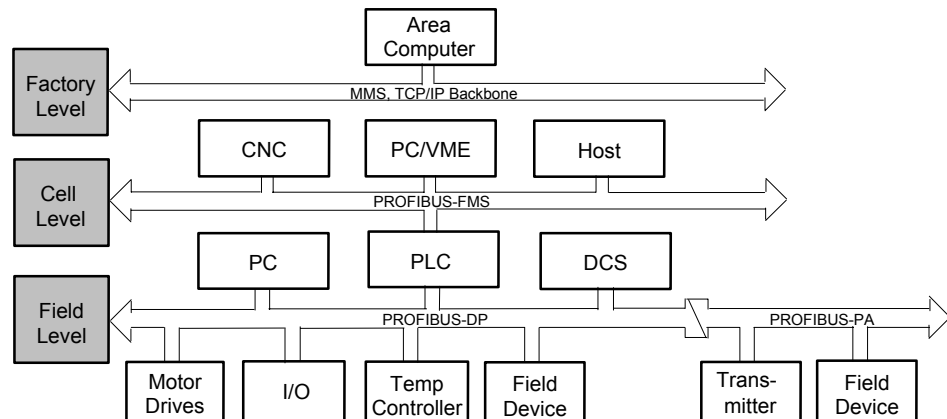 Area
Computer
Factory
Level
MMS, TCP/IP Backbone
CNC
PC/VME
Host
Cell
Level
PROFIBUS-FMS
PC
PLC
DCS
Field
Level
PROFIBUS-DP
PROFIBUS-PA
Motor
Drives
I/O
Temp
Controller
Field
Device
Trans-
mitter
Field
Device